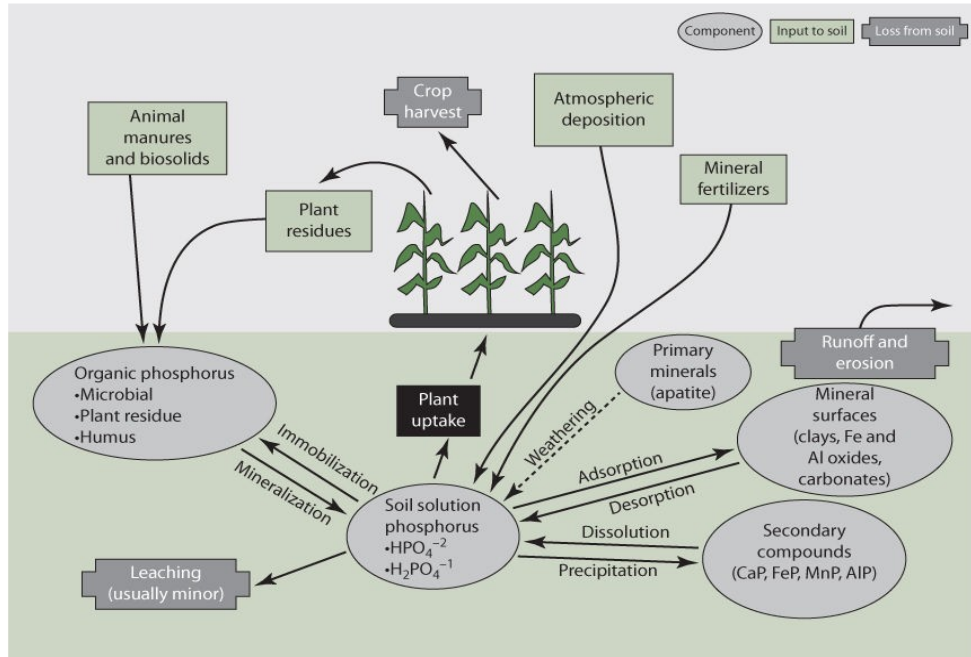 Component
Input to soil
Loss from soil
Animal
manures
and biosolids
Crop
harvest
Atmospheric
deposition
Mineral
fertilizers
Plant
residues
Runoff and
erosion
Primary
minerals
(apatite)
Organic phosphorus
•Microbial
•Plant residue
•Humus
Plant
uptake
Weathering
Mineral
surfaces
(clays, Fe and
Al oxides,
carbonates)
Immobilization
Mineralization
Adsorption
Desorption
Soil solution
phosphorus
•HPO₄⁻²
•H₂PO₄⁻¹
Dissolution
Precipitation
Secondary
compounds
(CaP, FeP, MnP, AlP)
Leaching
(usually minor)